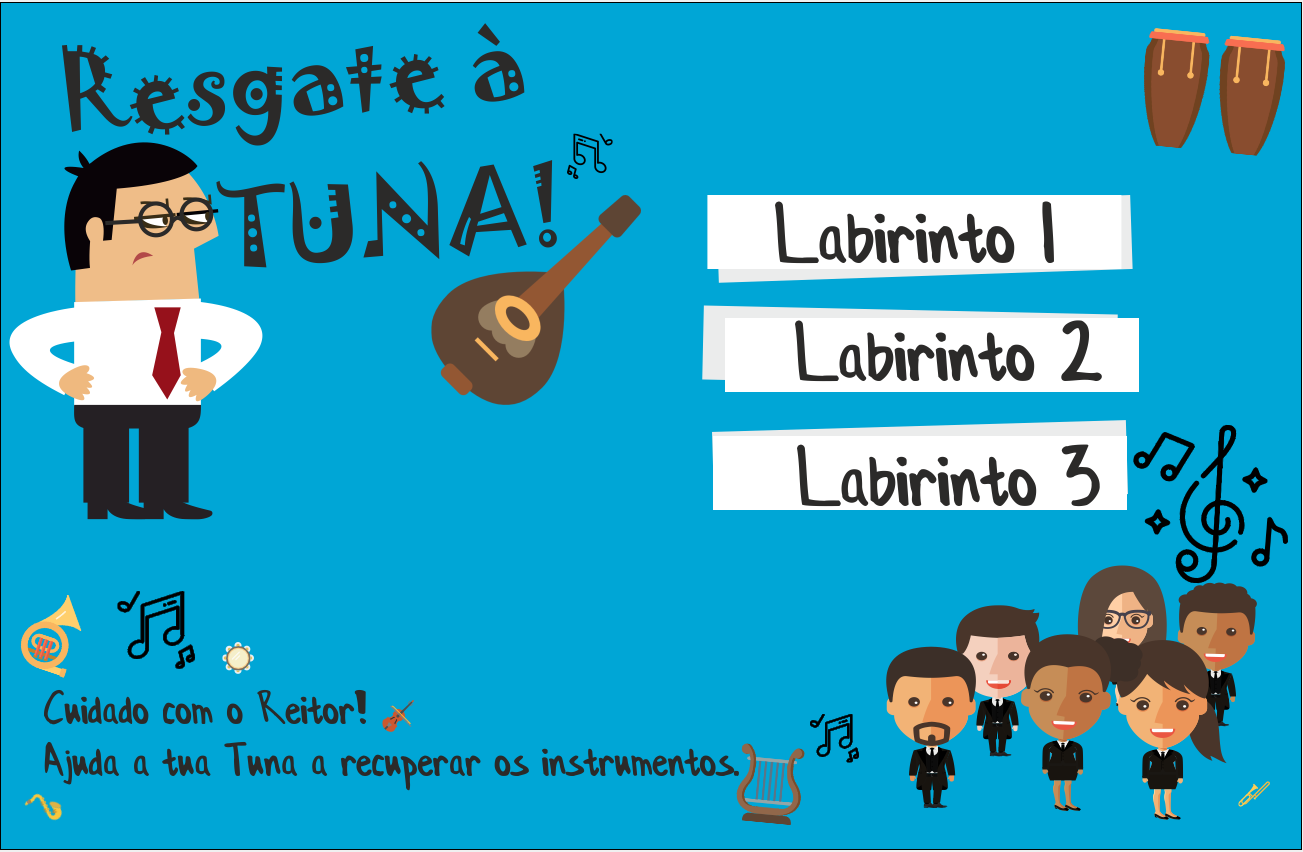 Resgate à
TUNA!
Labirinto 1
Labirinto 2
Labirinto 3
Cuidado com o Reitor!
Ajuda a tua Tuna a recuperar os instrumentos.